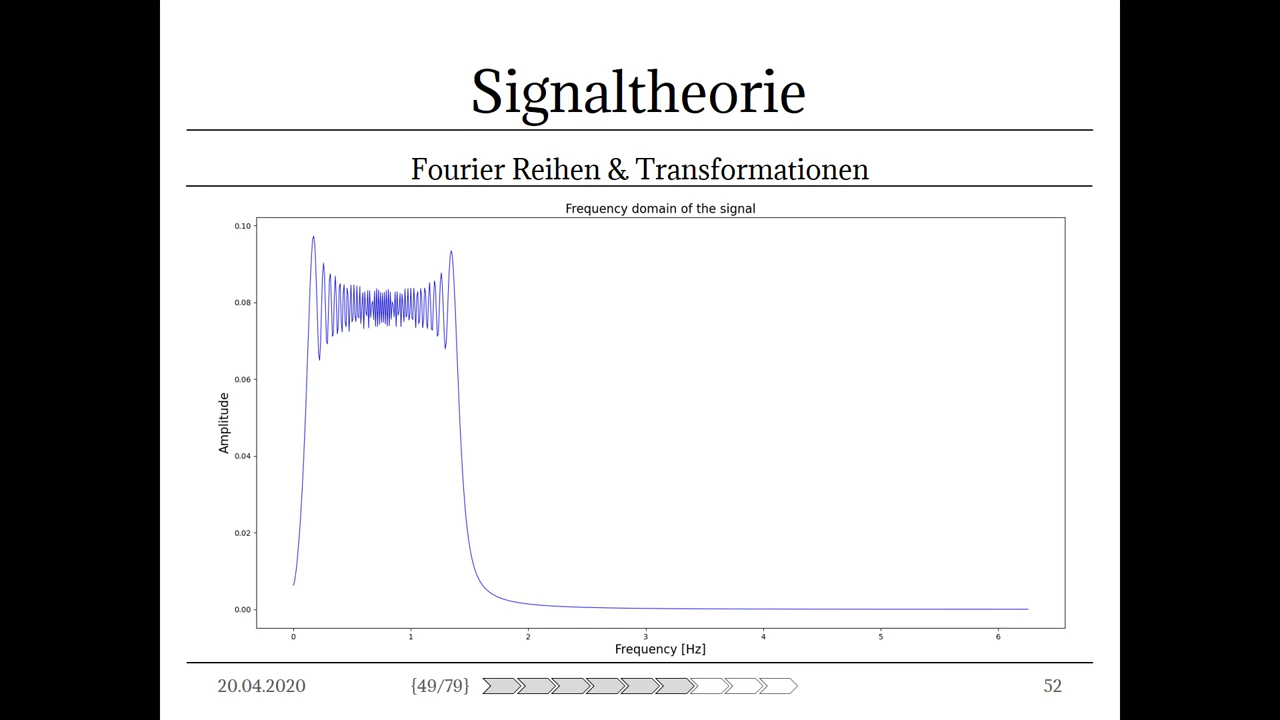 Signaltheorie
Fourier Reihen & Transformationen
Frequency domain of the signal
0.10
0.08
0.06
0.04
0.02
0.00
Amplitude
0 1 2 3 4 5 6
Frequency [Hz]
20.04.2020 {49/79} 52